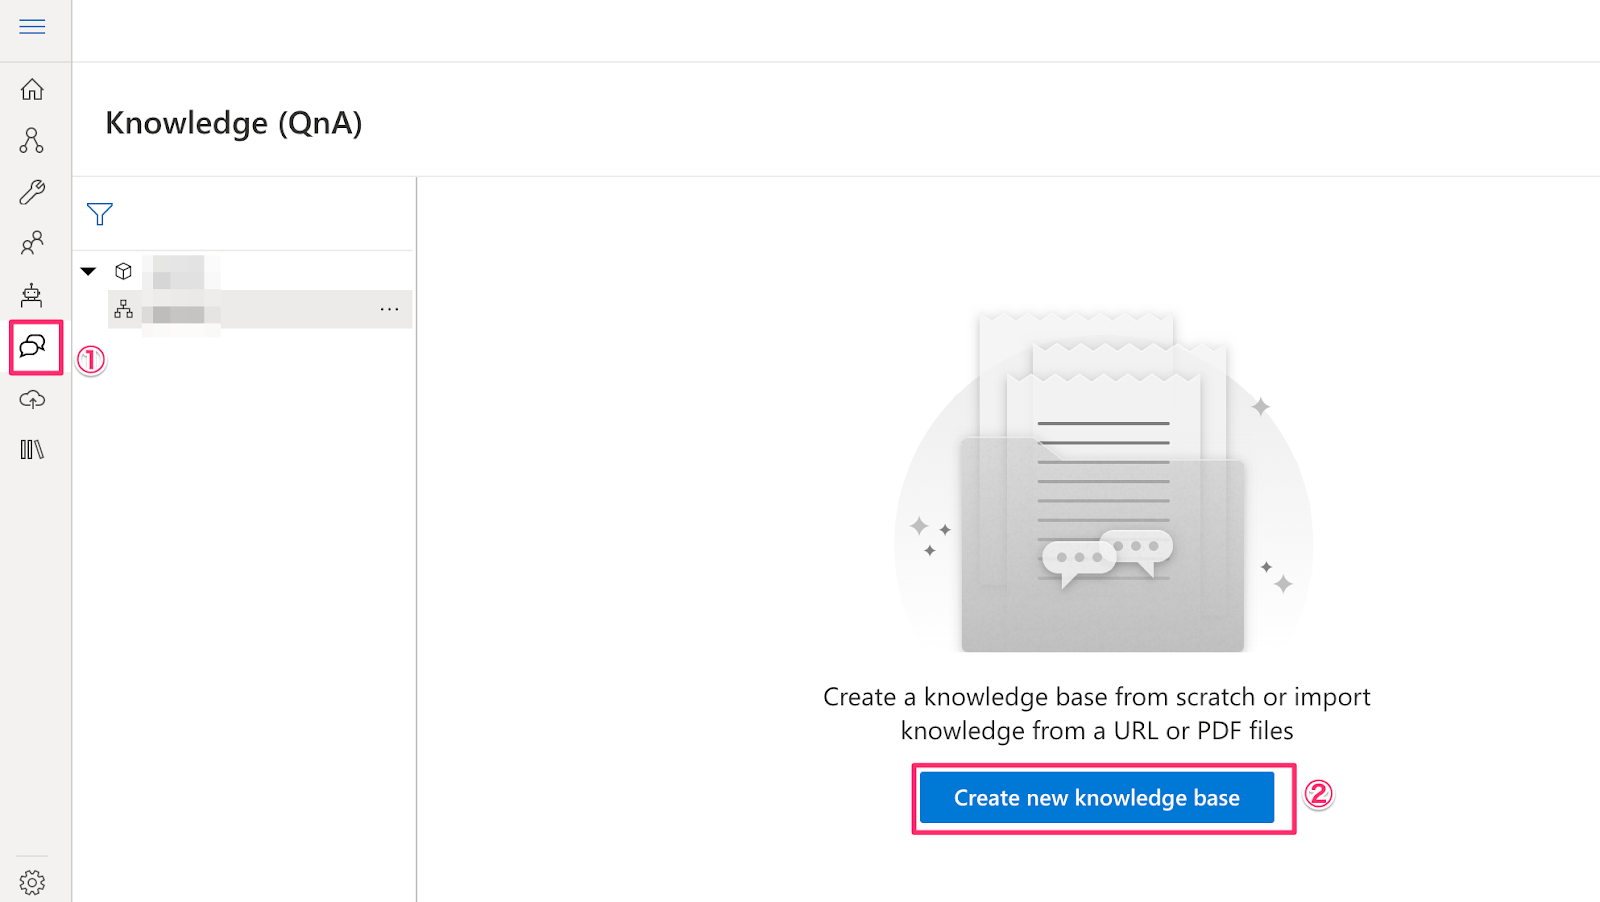 Knowledge (QnA)
...
①
Create a knowledge base from scratch or import
knowledge from a URL or PDF files
Create new knowledge base
②